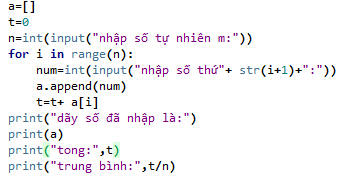 a=[]
t=0
n=int(input("nhập số tự nhiên m:"))
for i in range(n):
    num=int(input("nhập số thứ"+ str(i+1)+":"))
    a.append(num)
    t=t+ a[i]
print("dãy số đã nhập là:")
print(a)
print("tong:",t)
print("trung bình:",t/n)